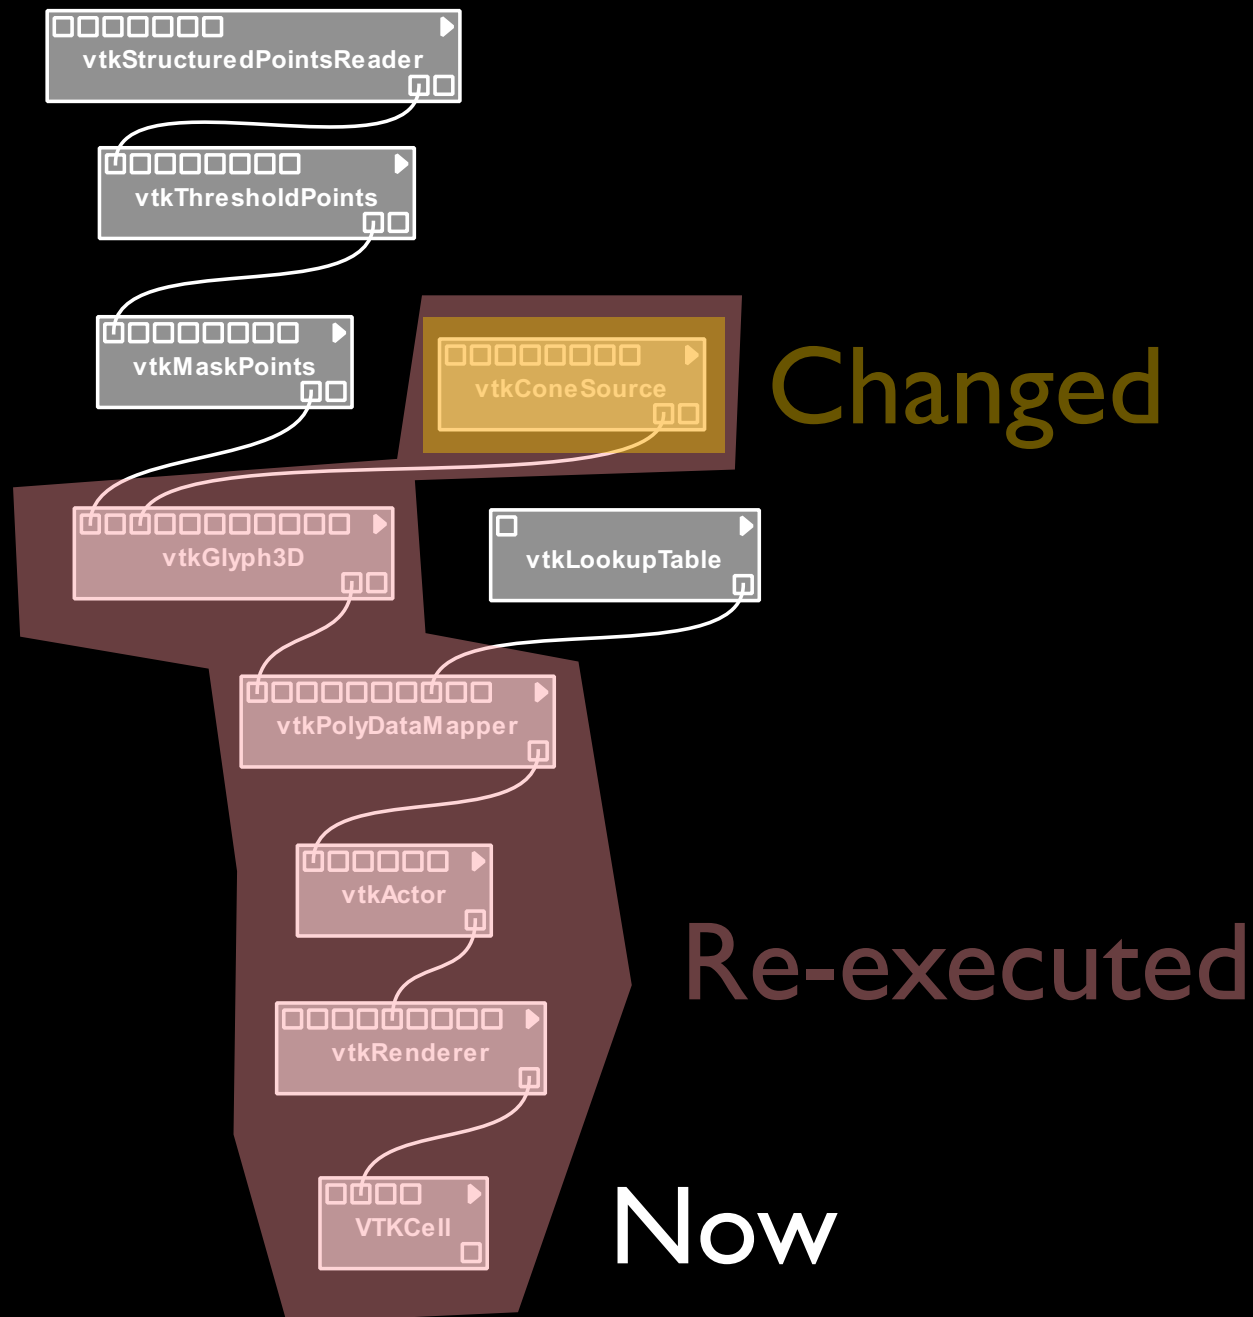 vtkStructuredPointsReader
vtkThresholdPoints
vtkMaskPoints
vtkConeSource
Changed
vtkGlyph3D
vtkLookupTable
vtkPolyDataMapper
vtkActor
Re-executed
vtkRenderer
VTKCell
Now